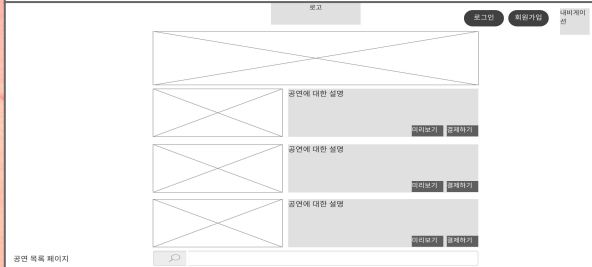 로고
로그인
회원가입
내비게이
션
공연에 대한 설명
미리보기
결제하기
공연에 대한 설명
미리보기
결제하기
공연에 대한 설명
미리보기
결제하기
공연 목록 페이지